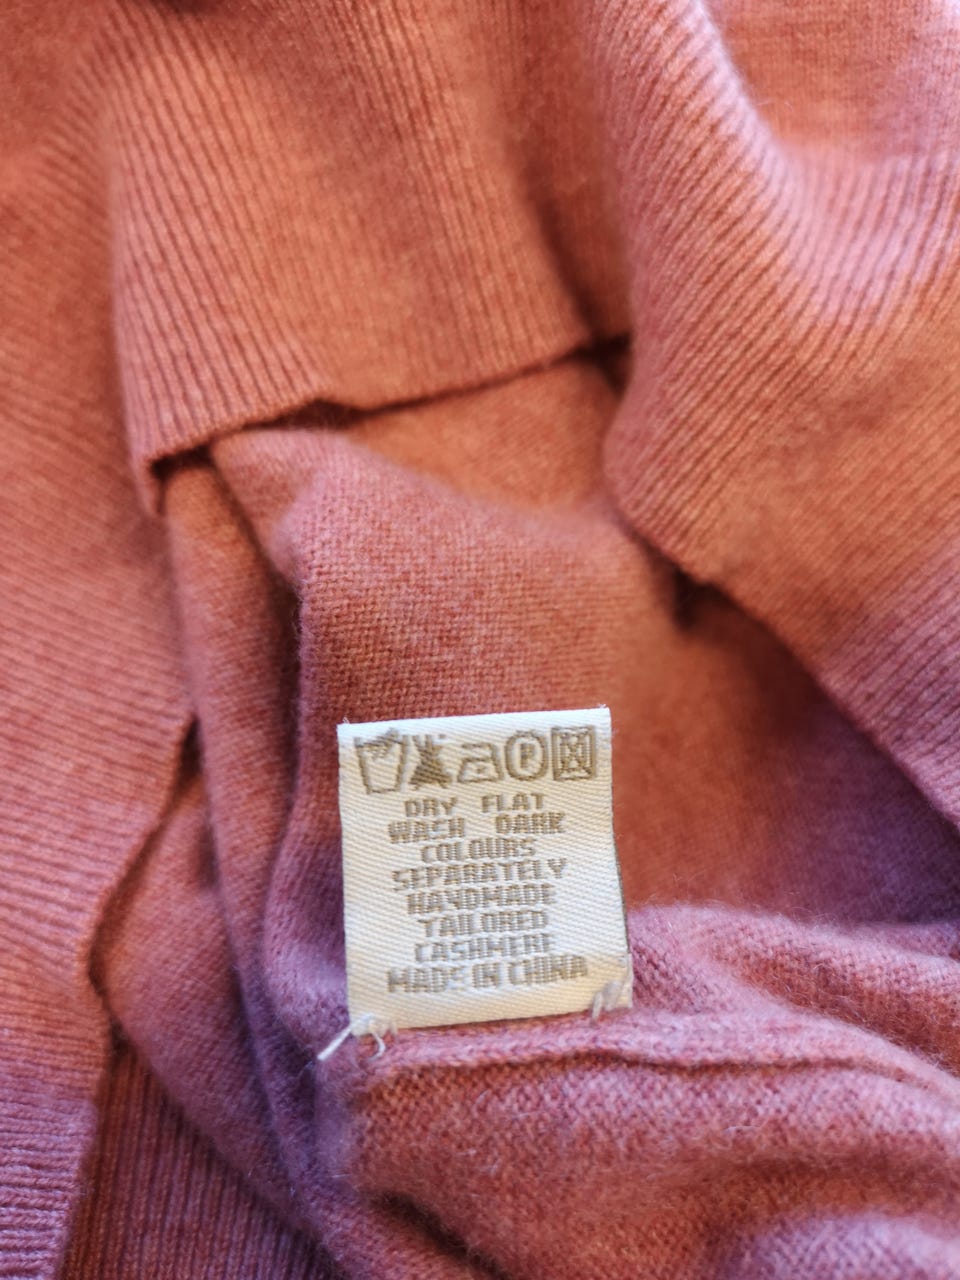 P
DRY FLAT
WASH DARK
COLOURS
SEPARATELY
HANDMADE
TAILORED
CASHMERE
MADE IN CHINA